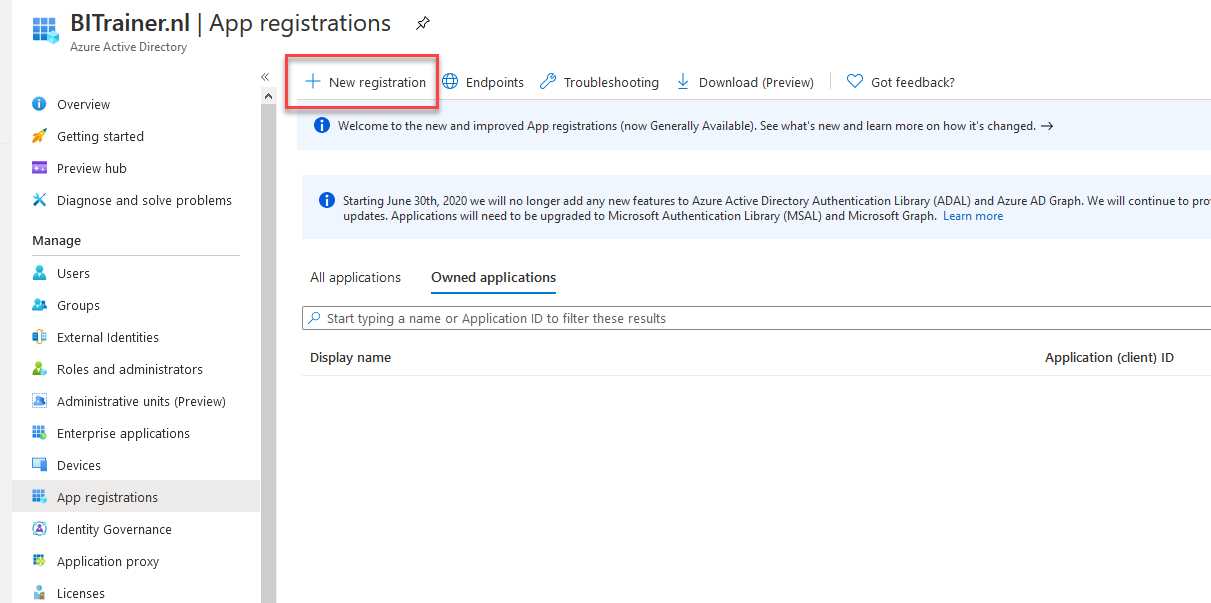 BITrainer.nl | App registrations
Azure Active Directory
Overview
Getting started
Preview hub
Diagnose and solve problems
Manage
Users
Groups
External Identities
Roles and administrators
Administrative units (Preview)
Enterprise applications
Devices
App registrations
Identity Governance
Application proxy
Licenses
New registration
Endpoints
Troubleshooting
Download (Preview)
Got feedback?
Welcome to the new and improved App registrations (now Generally Available). See what's new and learn more on how it's changed. →
Starting June 30th, 2020 we will no longer add any new features to Azure Active Directory Authentication Library (ADAL) and Azure AD Graph. We will continue to pro
updates. Applications will need to be upgraded to Microsoft Authentication Library (MSAL) and Microsoft Graph. Learn more
All applications
Owned applications
Start typing a name or Application ID to filter these results
Display name
Application (client) ID